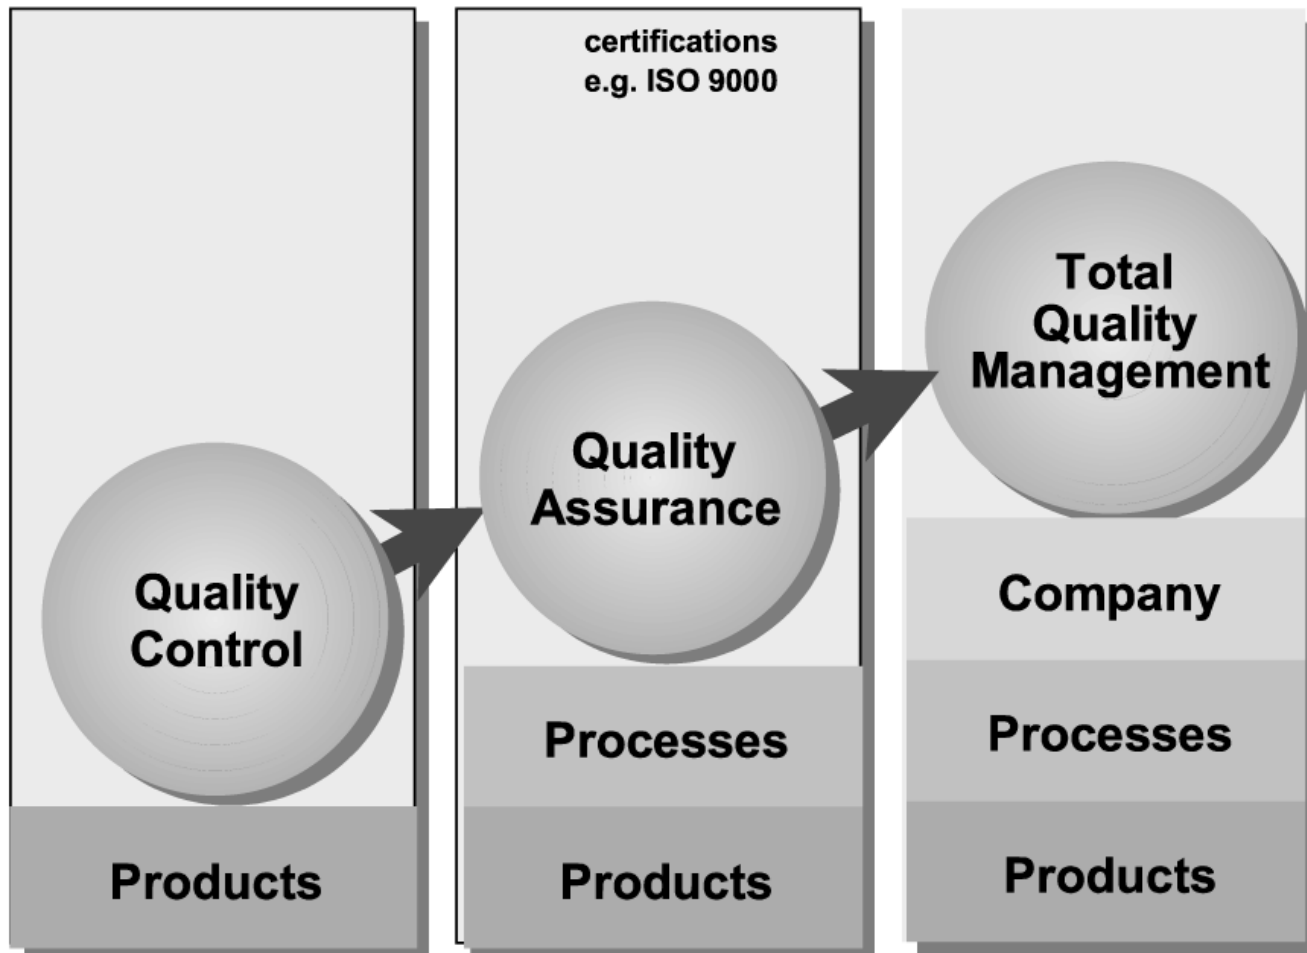 Quality
Control
Products
certifications
e.g. ISO 9000
Quality
Assurance
Processes
Products
Total
Quality
Management
Company
Processes
Products